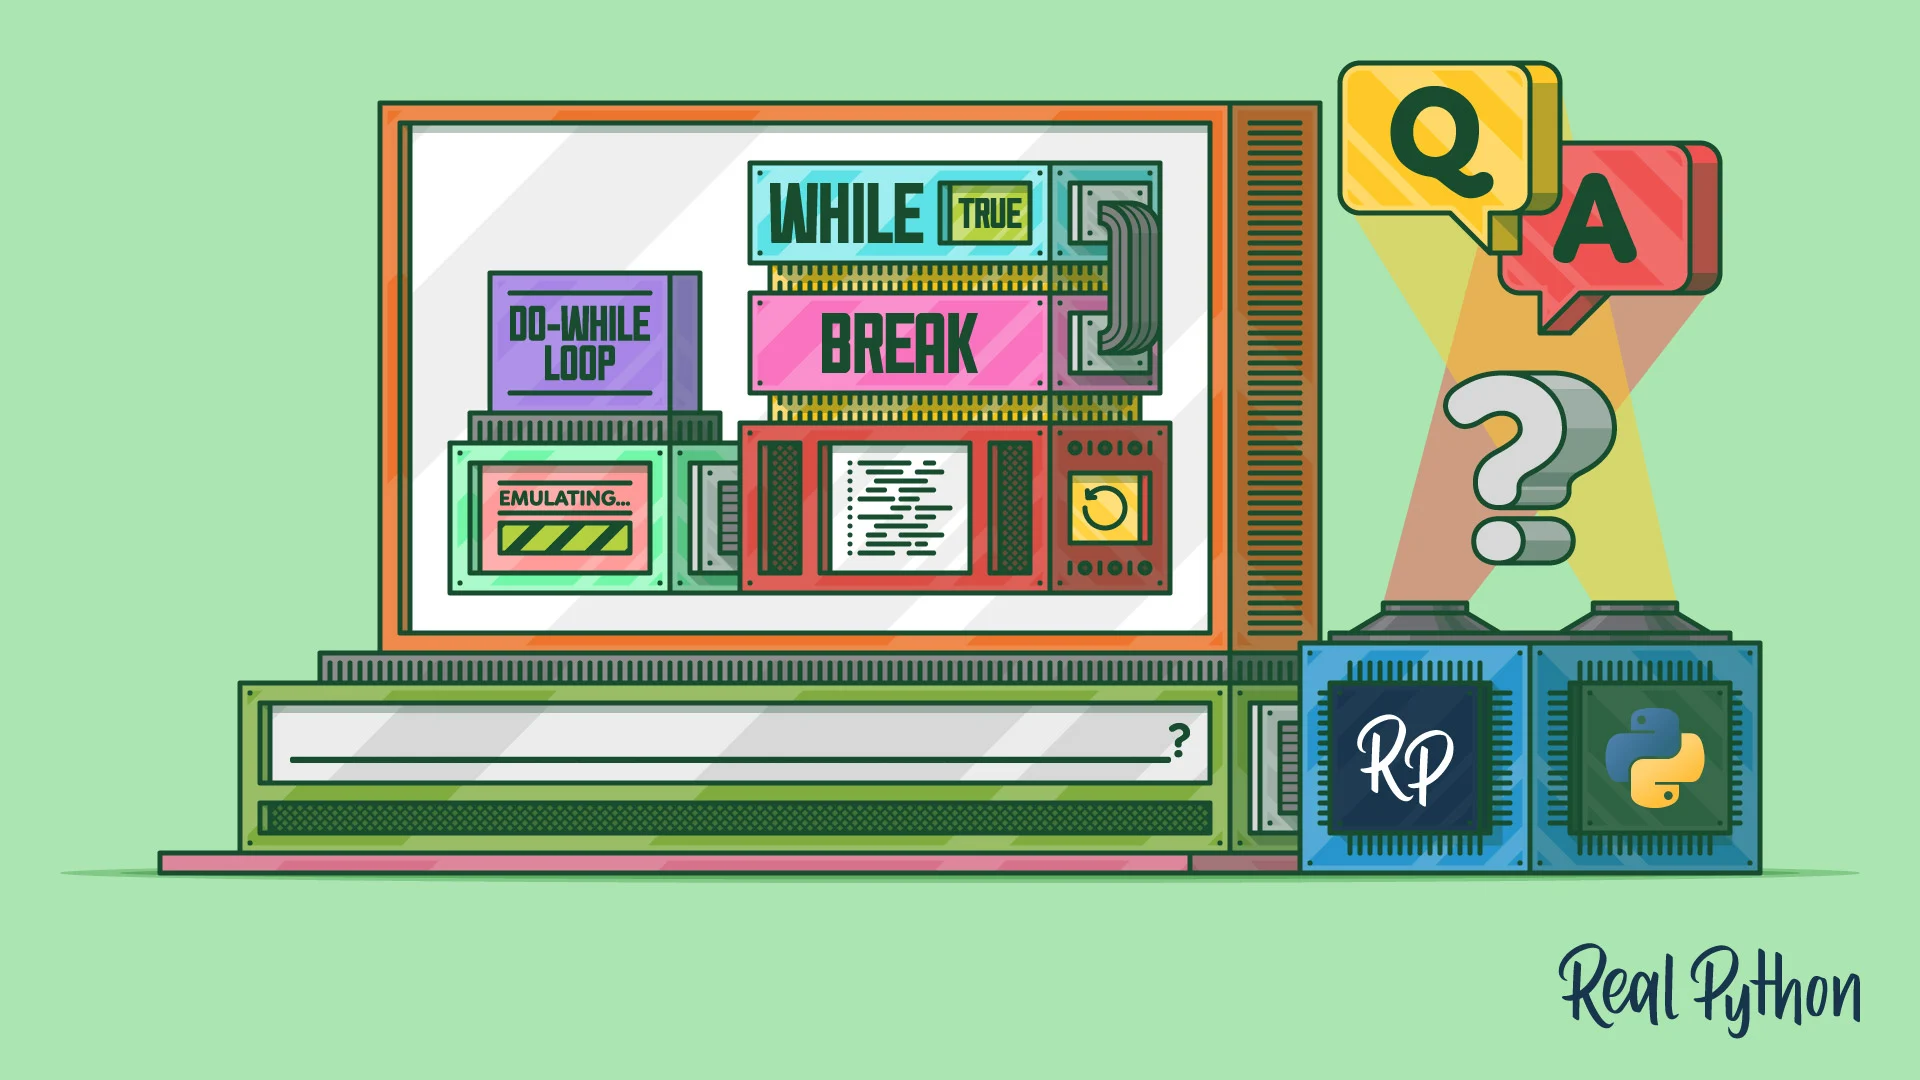 WHILE TRUE
BREAK
DO-WHILE
LOOP
EMULATING...
?
Q
A
?
RP
Real Python